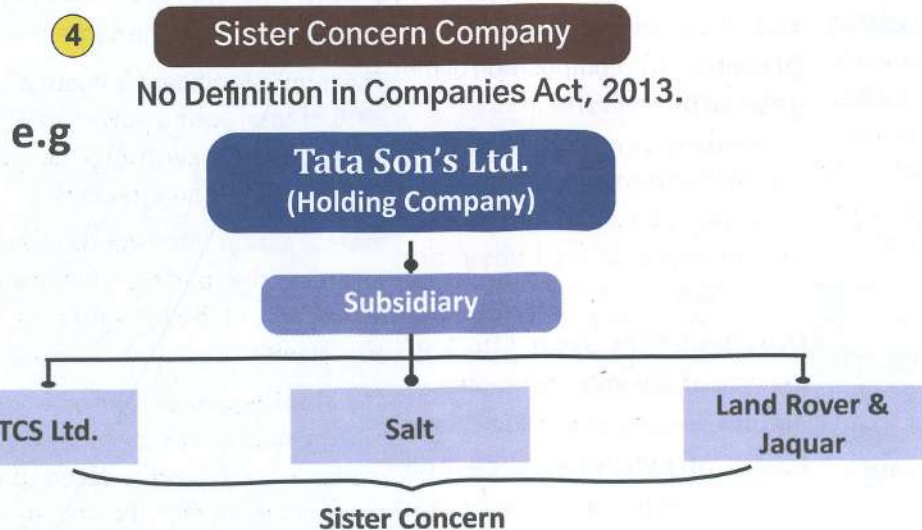 4
Sister Concern Company
No Definition in Companies Act, 2013.
e.g
Tata Son's Ltd.
(Holding Company)
Subsidiary
TCS Ltd.
Salt
Land Rover &
Jaquar
Sister Concern